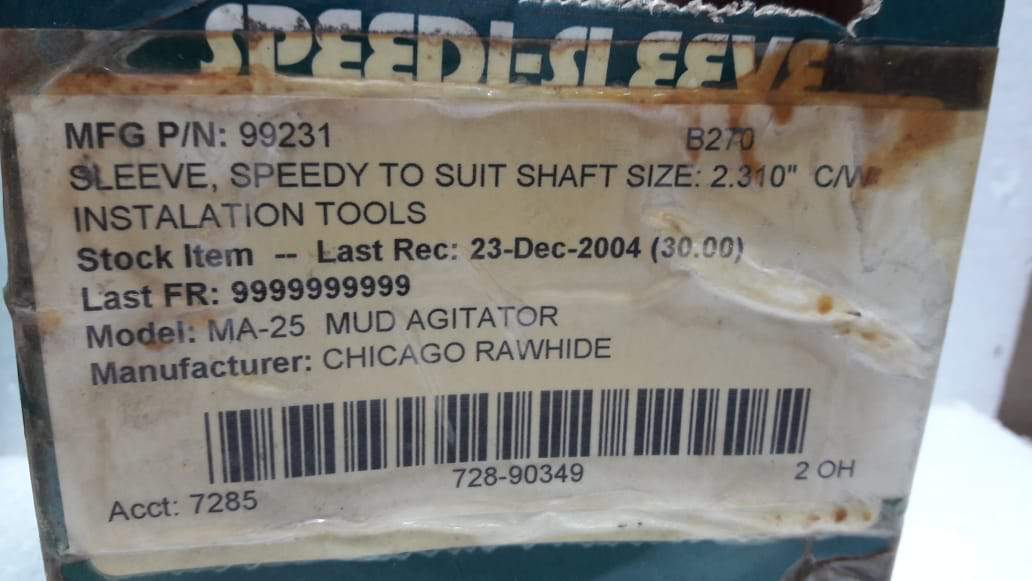 SPEEDI-SLEEVE
MFG P/N: 99231 B270
SLEEVE, SPEEDY TO SUIT SHAFT SIZE: 2.310" C/W
INSTALATION TOOLS
Stock Item -- Last Rec: 23-Dec-2004 (30.00)
Last FR: 9999999999
Model: MA-25 MUD AGITATOR
Manufacturer: CHICAGO RAWHIDE
728-90349 2 OH
Acct: 7285